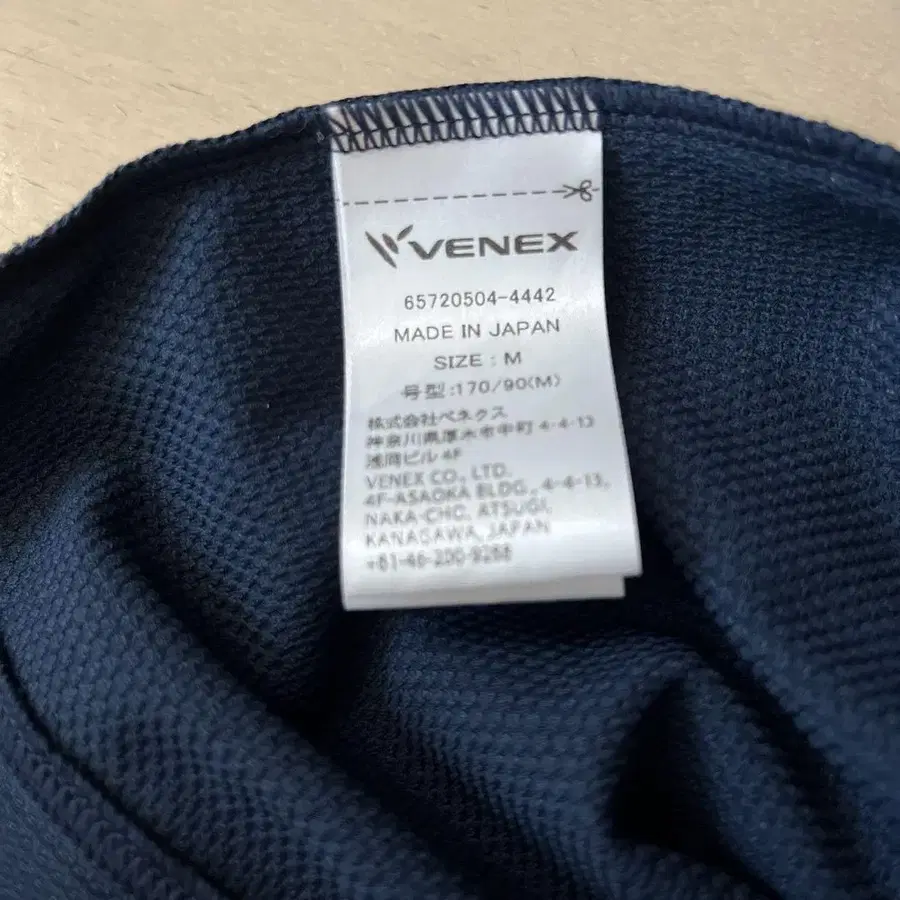 VENEX
65720504-4442
MADE IN JAPAN
SIZE : M
号型:170/90(M)
株式会社ベネクス
神奈川県厚木市中町 4-4-13
浅岡ビル 4F
VENEX CO., LTD.
4F-ASAOKA BLDG., 4-4-13,
NAKA-CHO, ATSUGI,
KANAGAWA, JAPAN
+81-46-200-9288